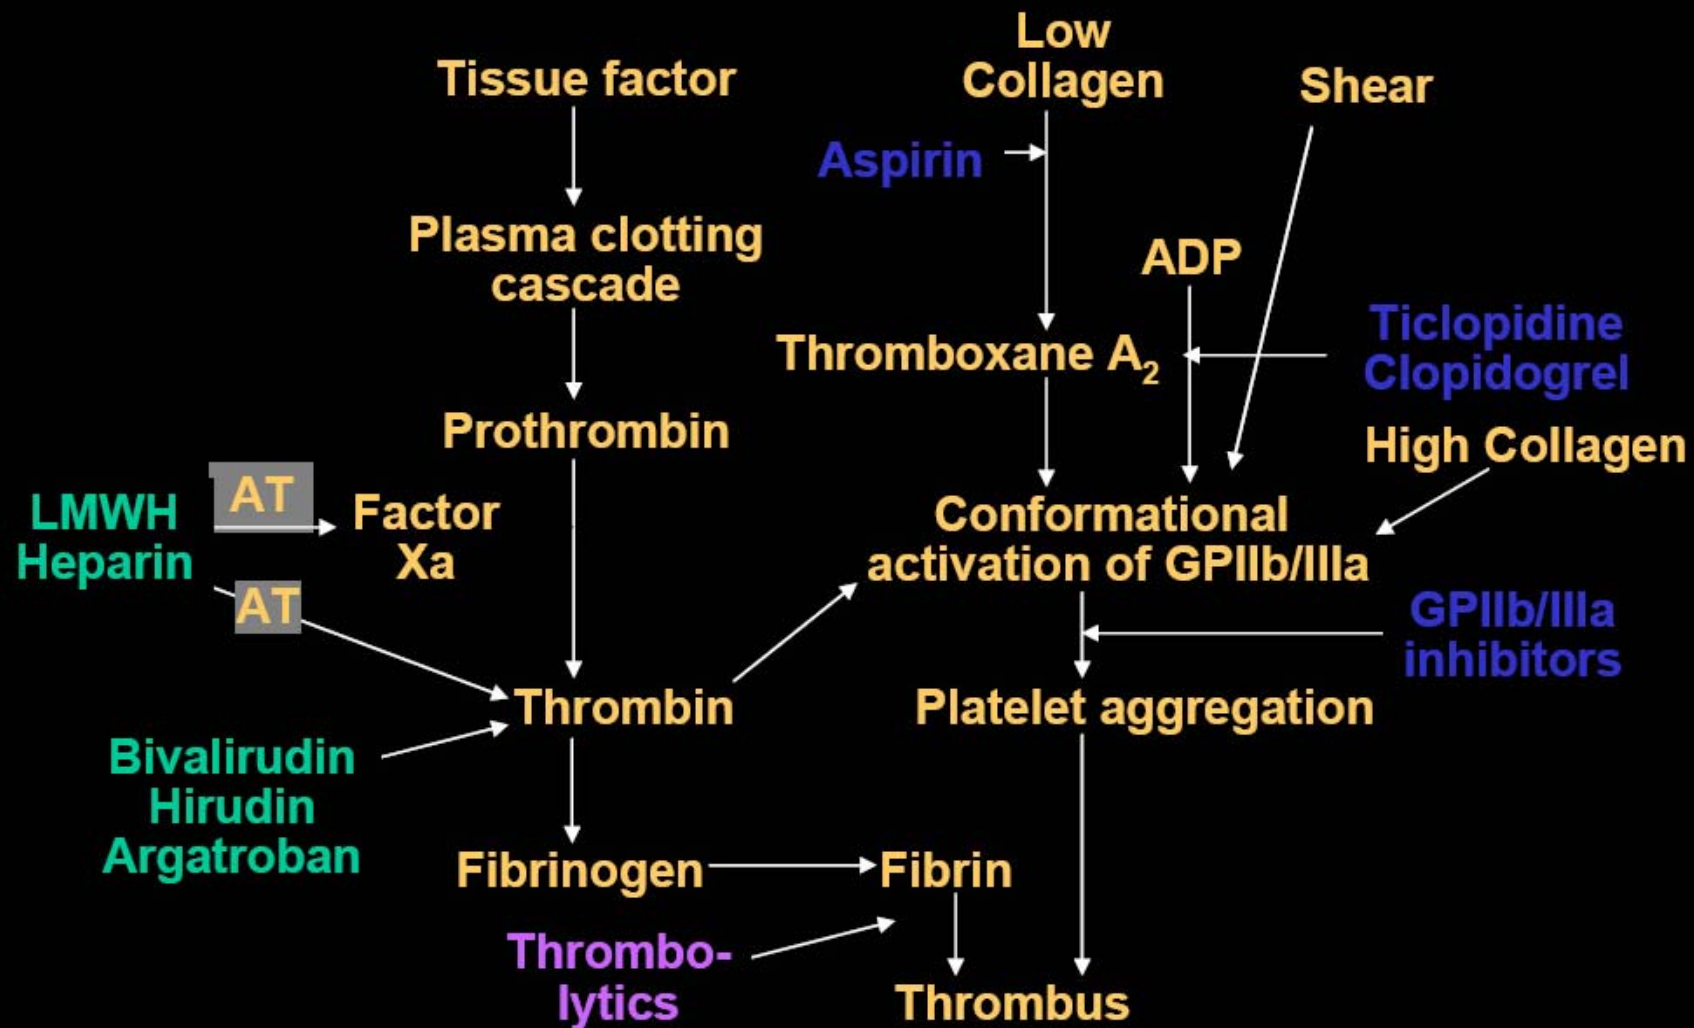 Low
Collagen
Tissue factor
Shear
Aspirin
Plasma clotting
cascade
ADP
Ticlopidine
Clopidogrel
Thromboxane A₂
Prothrombin
High Collagen
AT
LMWH
Heparin
Factor
Xa
Conformational
activation of GPIIb/IIIa
AT
GPIIb/IIIa
inhibitors
Thrombin
Platelet aggregation
Bivalirudin
Hirudin
Argatroban
Fibrinogen
Fibrin
Thrombo-
lytics
Thrombus